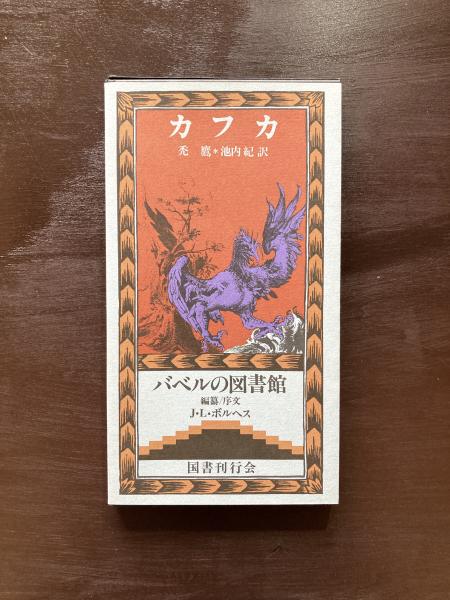 カフカ
禿鷹*池内紀 訳
バベルの図書館
編纂/序文
J・L・ボルヘス
国書刊行会